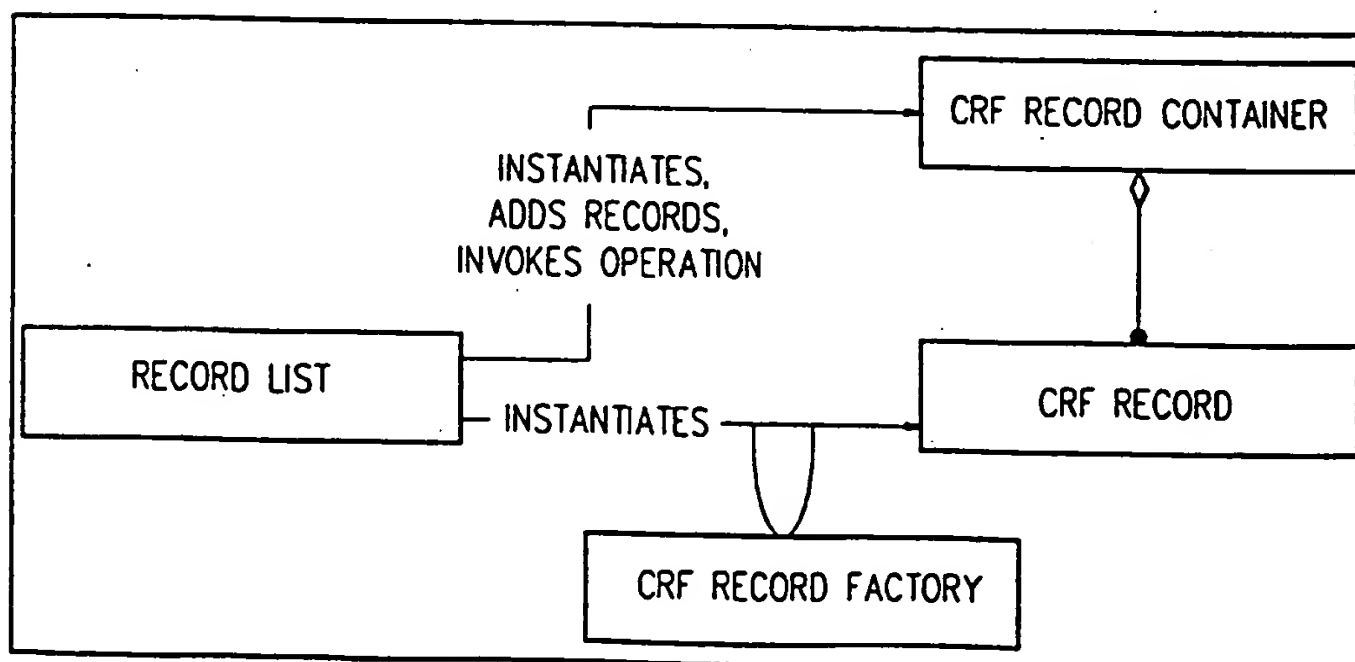 CRF RECORD CONTAINER
INSTANTIATES,
ADDS RECORDS,
INVOKES OPERATION
RECORD LIST
INSTANTIATES
CRF RECORD
CRF RECORD FACTORY